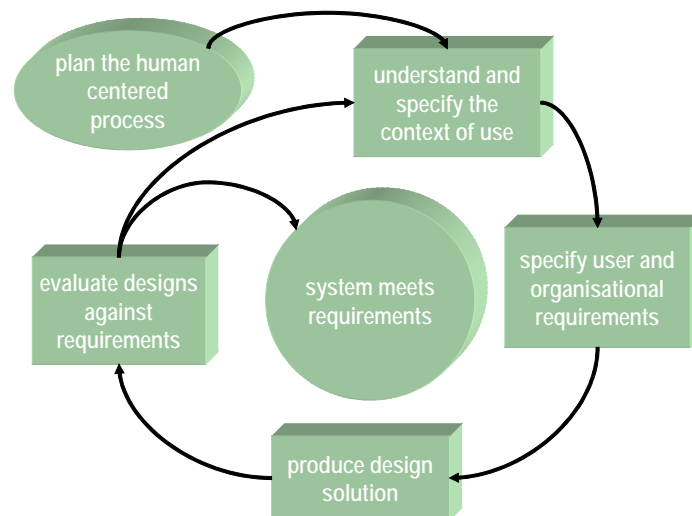 plan the human
centered
process
understand and
specify the
context of use
specify user and
organisational
requirements
produce design
solution
evaluate designs
against
requirements
system meets
requirements